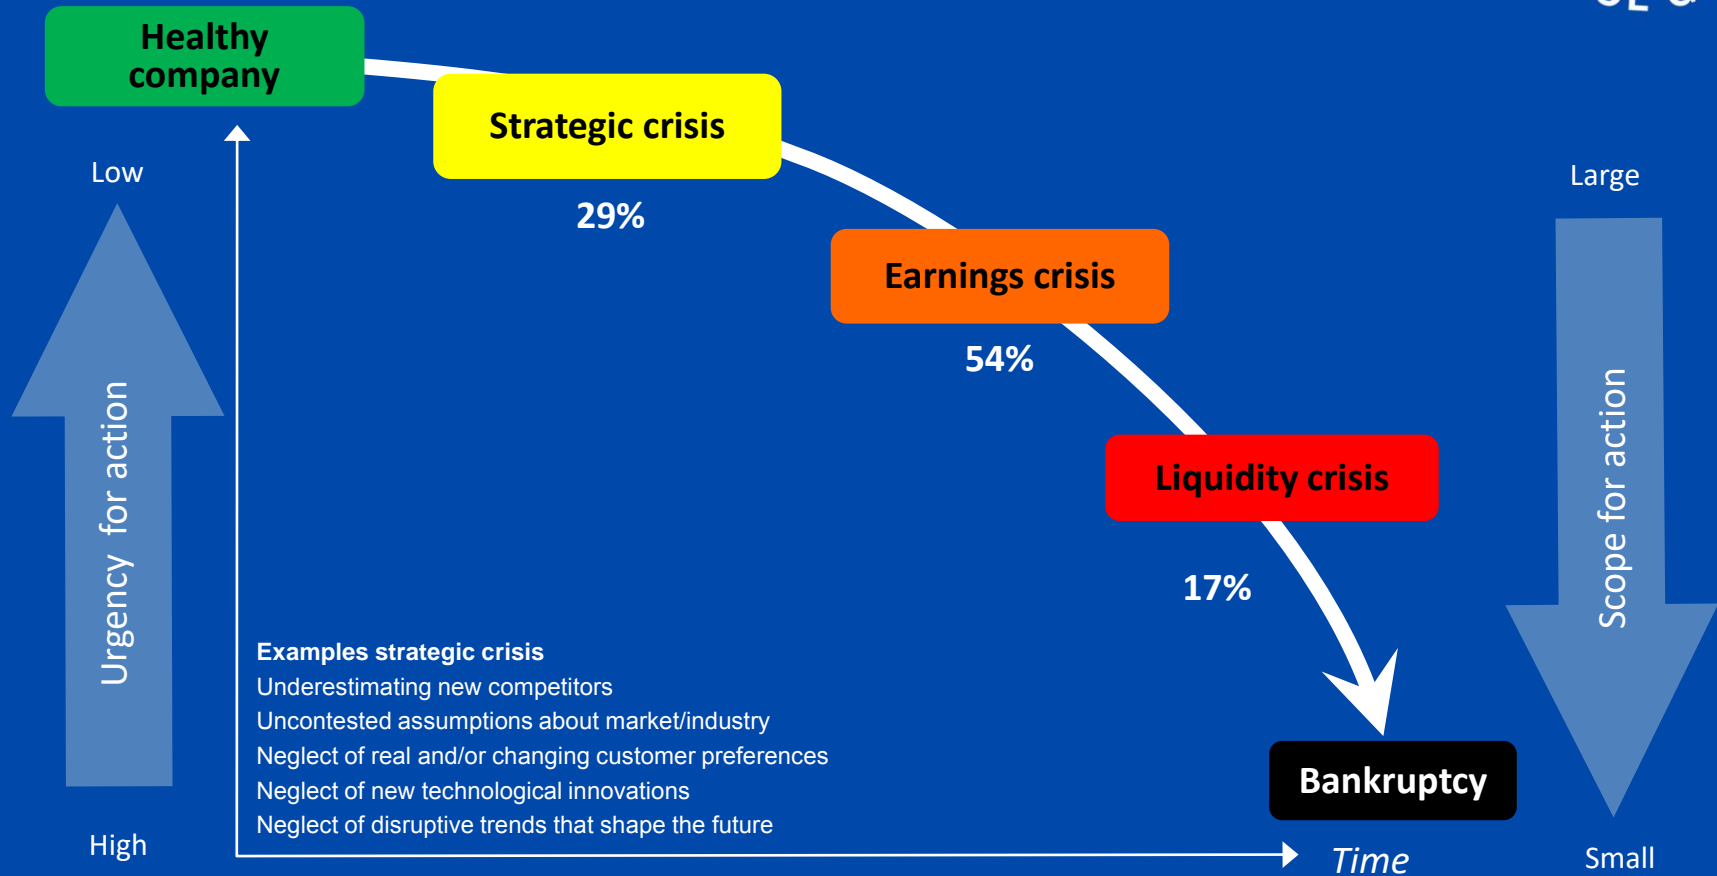 Healthy
company
Strategic crisis
29%
Earnings crisis
54%
Liquidity crisis
17%
Bankruptcy
Low
Urgency for action
High
Large
Scope for action
Small
Examples strategic crisis
Underestimating new competitors
Uncontested assumptions about market/industry
Neglect of real and/or changing customer preferences
Neglect of new technological innovations
Neglect of disruptive trends that shape the future
Time